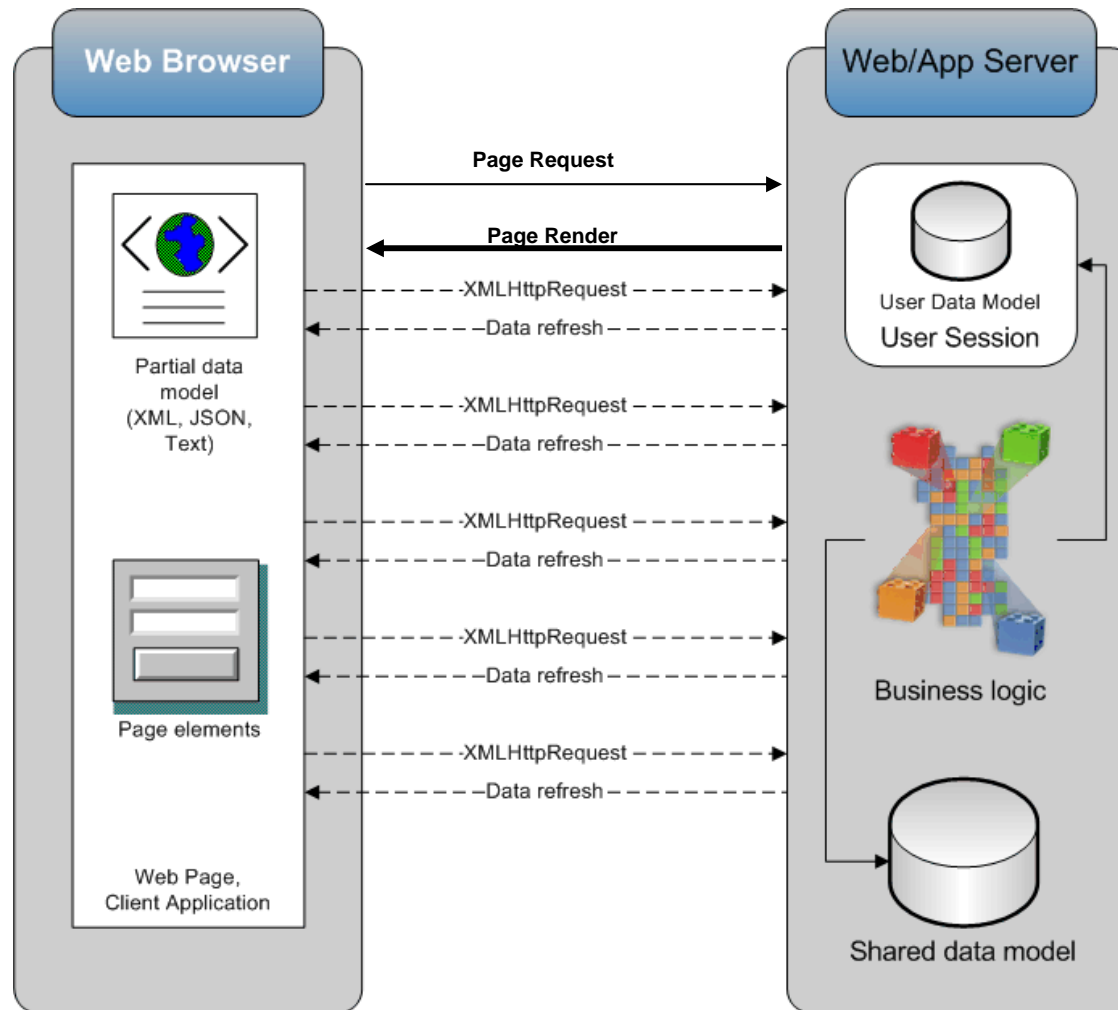 Web Browser
Web/App Server
Page Request
Page Render
XMLHttpRequest
Data refresh
XMLHttpRequest
Data refresh
XMLHttpRequest
Data refresh
XMLHttpRequest
Data refresh
XMLHttpRequest
Data refresh
Partial data
model
(XML, JSON,
Text)
Page elements
Web Page,
Client Application
User Data Model
User Session
Business logic
Shared data model